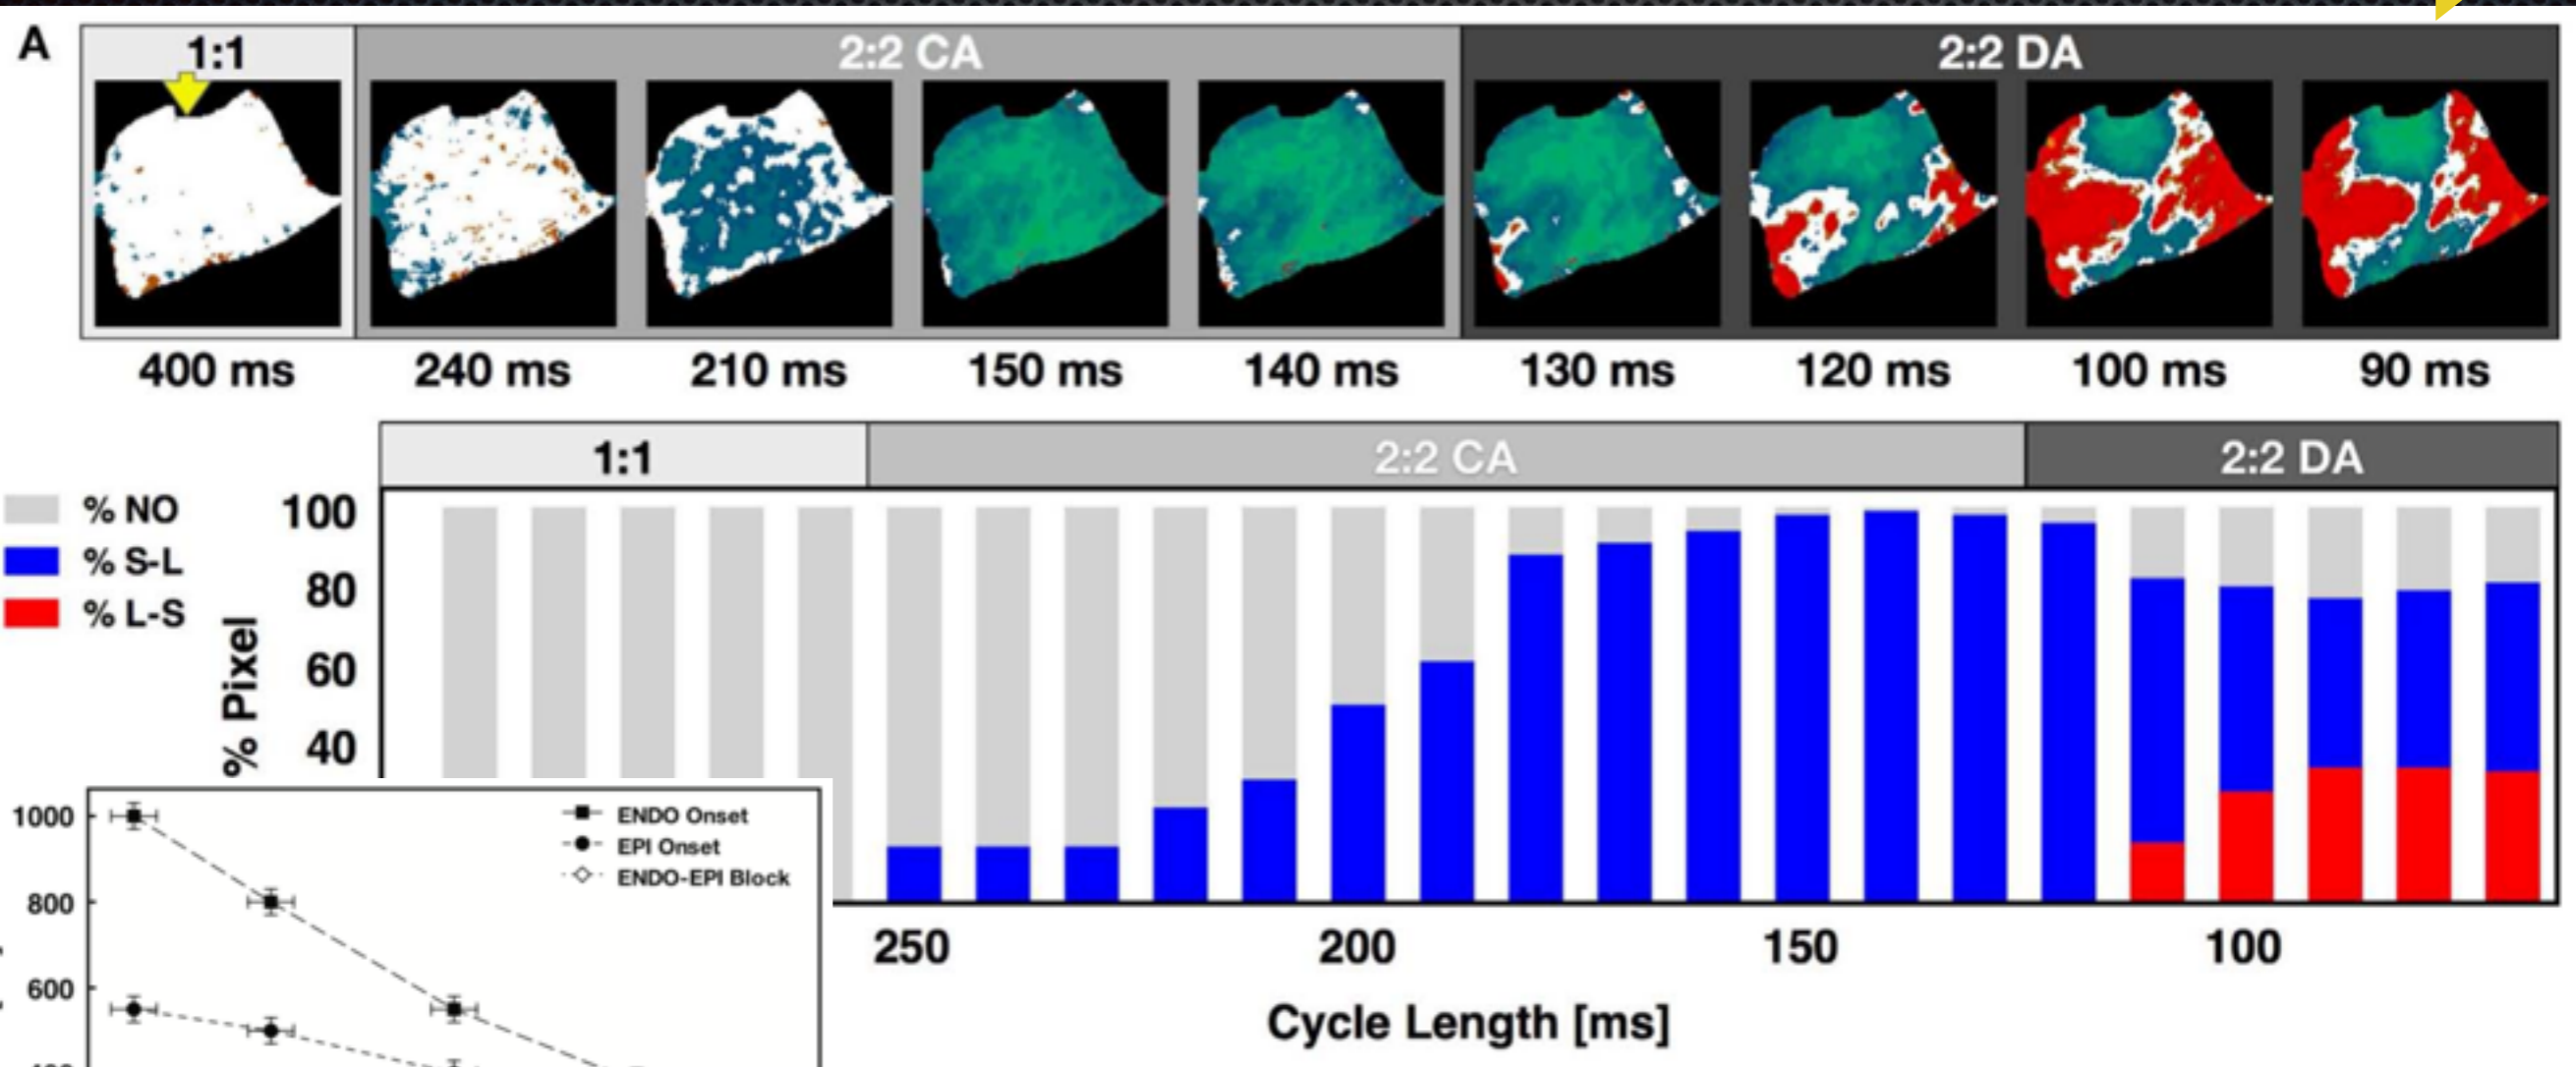 A
1:1 2:2 CA 2:2 DA
400 ms 240 ms 210 ms 150 ms 140 ms 130 ms 120 ms 100 ms 90 ms
1:1 2:2 CA 2:2 DA
% NO
% S-L
% L-S
% Pixel
100
80
60
40
250 200 150 100
Cycle Length [ms]
1000
800
600
ENDO Onset
EPI Onset
ENDO-EPI Block